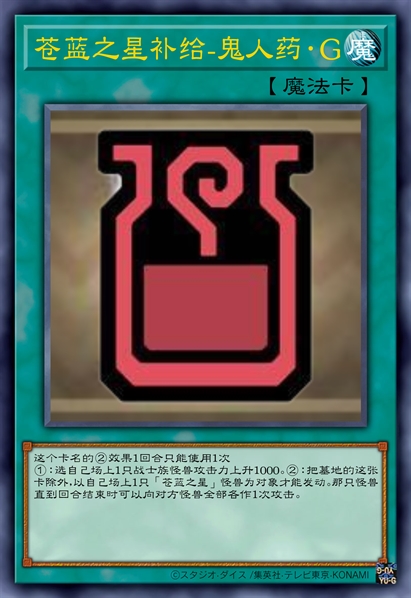 苍蓝之星补给-鬼人药·G魔
【魔法卡】
这个卡名的②效果1回合只能使用1次
①：选自己场上1只战士族怪兽攻击力上升1000。②：把墓地的这张
卡除外，以自己场上1只「苍蓝之星」怪兽为对象才能发动。那只怪兽
直到回合结束时可以向对方怪兽全部各作1次攻击。
©スタジオ・ダイス /集英社・テレビ東京・KONAMI